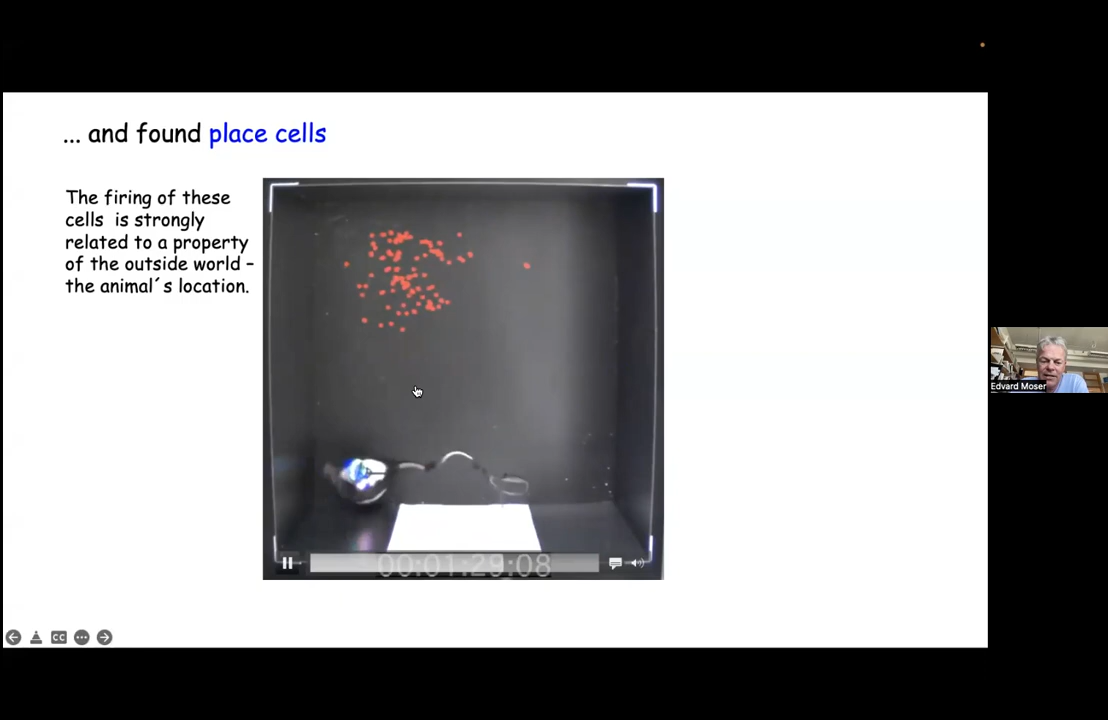 ... and found place cells
The firing of these
cells is strongly
related to a property
of the outside world –
the animal´s location.
Edvard Moser
00:01:29:08
CC